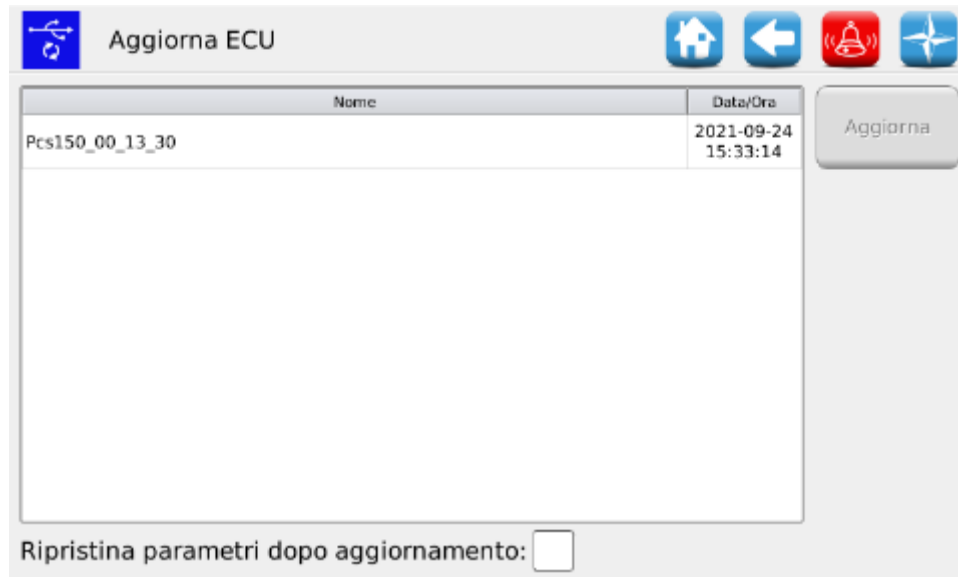 Aggiorna ECU
Nome
Data/Ora
Pcs150_00_13_30
2021-09-24
15:33:14
Aggiorna
Ripristina parametri dopo aggiornamento: